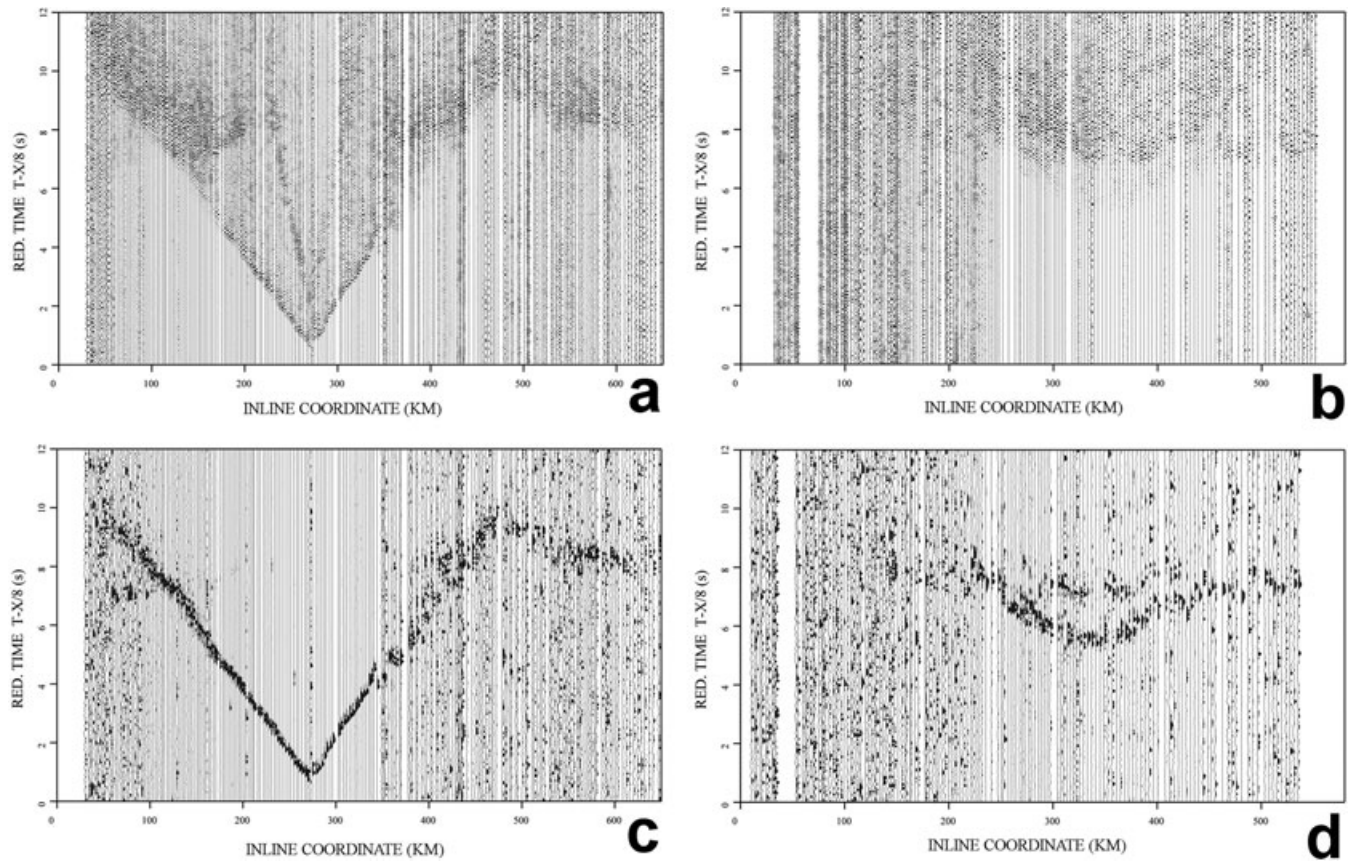 12
10
8
6
4
2
0
RED. TIME T-X/8 (s)
0 100 200 300 400 500 600
INLINE COORDINATE (KM)
a
12
10
8
6
4
2
0
RED. TIME T-X/8 (s)
0 100 200 300 400 500
INLINE COORDINATE (KM)
b
12
10
8
6
4
2
0
RED. TIME T-X/8 (s)
0 100 200 300 400 500 600
INLINE COORDINATE (KM)
c
12
10
8
6
4
2
0
RED. TIME T-X/8 (s)
0 100 200 300 400 500
INLINE COORDINATE (KM)
d